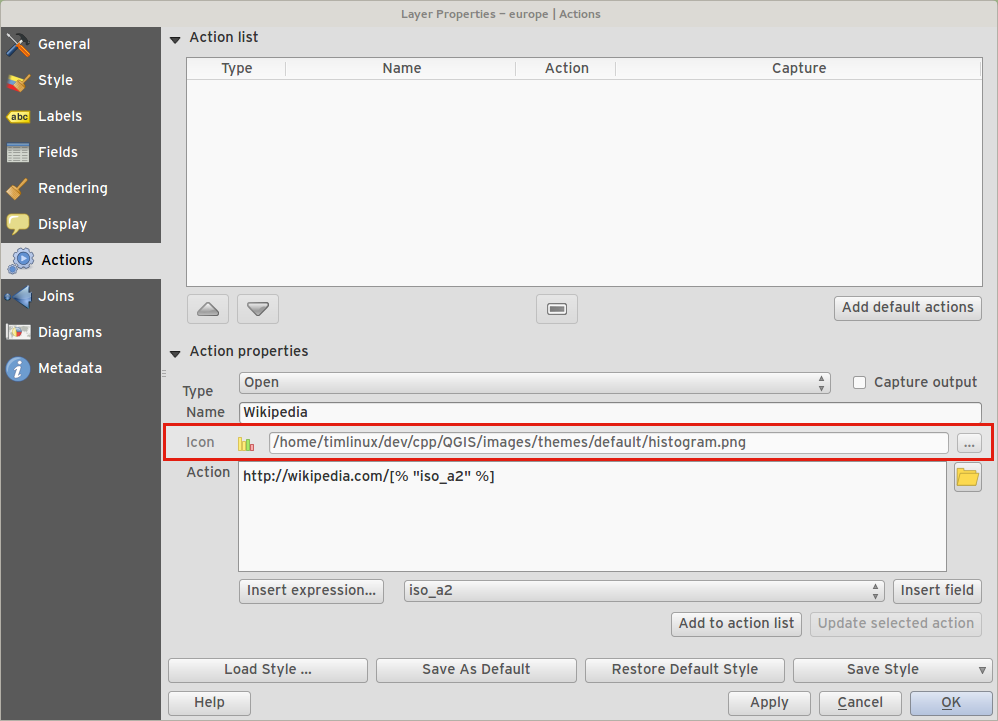 Layer Properties – europe | Actions
General
Style
abc Labels
Fields
Rendering
Display
Actions
Joins
Diagrams
i Metadata
Action list
Type Name Action Capture
Add default actions
Action properties
Type Open Capture output
Name Wikipedia
Icon /home/timlinux/dev/cpp/QGIS/images/themes/default/histogram.png ...
Action http://wikipedia.com/[% "iso_a2" %]
Insert expression... iso_a2 Insert field
Add to action list Update selected action
Load Style ... Save As Default Restore Default Style Save Style
Help Apply Cancel OK